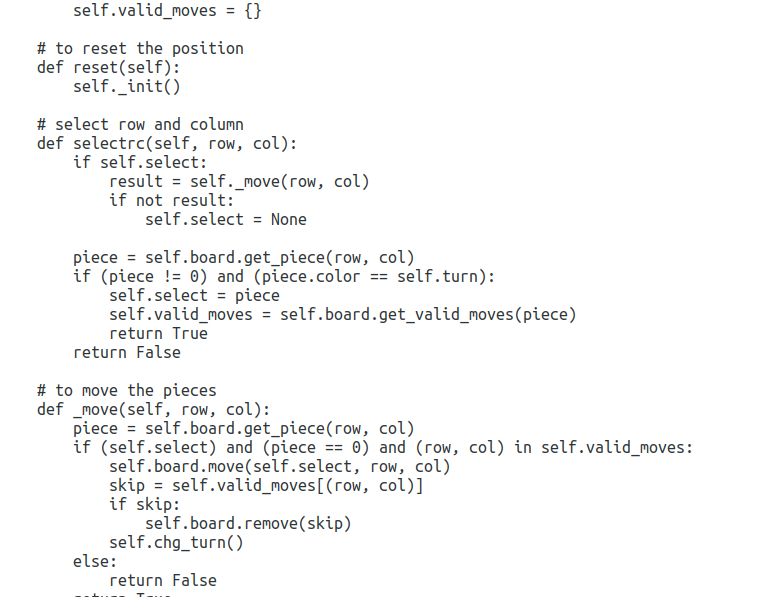 self.valid_moves = {}

    # to reset the position
    def reset(self):
        self._init()

    # select row and column
    def selectrc(self, row, col):
        if self.select:
            result = self._move(row, col)
            if not result:
                self.select = None

        piece = self.board.get_piece(row, col)
        if (piece != 0) and (piece.color == self.turn):
            self.select = piece
            self.valid_moves = self.board.get_valid_moves(piece)
            return True
        return False

    # to move the pieces
    def _move(self, row, col):
        piece = self.board.get_piece(row, col)
        if (self.select) and (piece == 0) and (row, col) in self.valid_moves:
            self.board.move(self.select, row, col)
            skip = self.valid_moves[(row, col)]
            if skip:
                self.board.remove(skip)
            self.chg_turn()
        else:
            return False
        return True